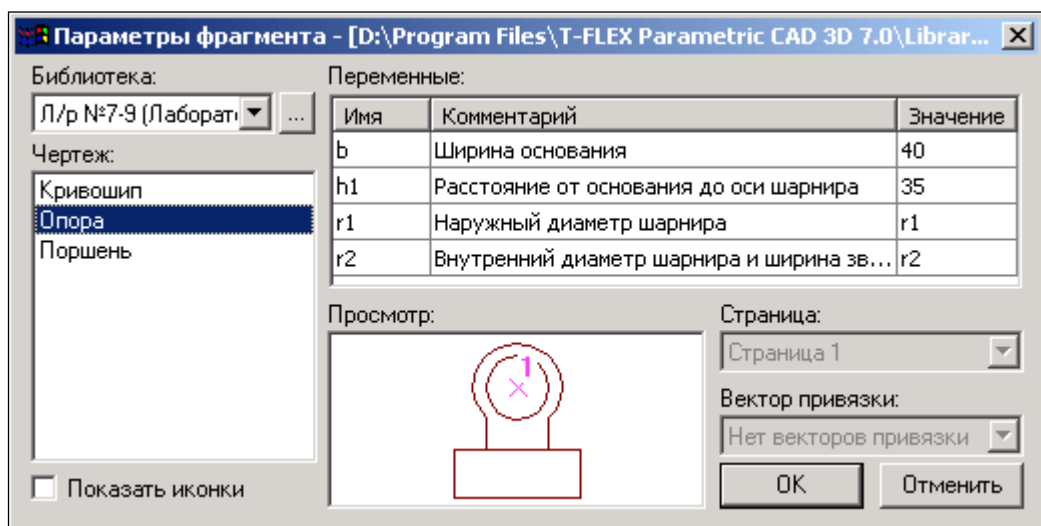 Параметры фрагмента - [D:\Program Files\T-FLEX Parametric CAD 3D 7.0\Librar...
Библиотека:
Л/р №7-9 (Лаборат
...
Чертеж:
Кривошип
Опора
Поршень
Показать иконки
Переменные:
Имя Комментарий Значение
b Ширина основания 40
h1 Расстояние от основания до оси шарнира 35
r1 Наружный диаметр шарнира r1
r2 Внутренний диаметр шарнира и ширина зв... r2
Просмотр:
1
Страница:
Страница 1
Вектор привязки:
Нет векторов привязки
OK Отменить